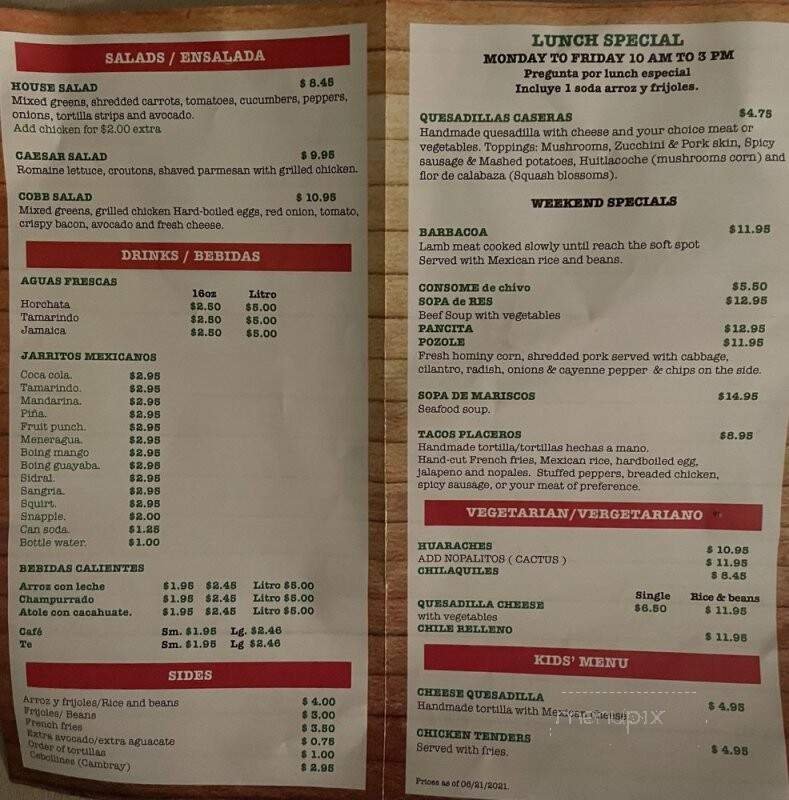 SALADS / ENSALADA
HOUSE SALAD $ 8.45
Mixed greens, shredded carrots, tomatoes, cucumbers, peppers,
onions, tortilla strips and avocado.
Add chicken for $2.00 extra
CAESAR SALAD $ 9.95
Romaine lettuce, croutons, shaved parmesan with grilled chicken.
COBB SALAD $ 10.95
Mixed greens, grilled chicken Hard-boiled eggs, red onion, tomato,
crispy bacon, avocado and fresh cheese.
DRINKS / BEBIDAS
AGUAS FRESCAS
16oz Litro
Horchata $2.50 $5.00
Tamarindo $2.50 $5.00
Jamaica $2.50 $5.00
JARRITOS MEXICANOS
Coca cola. $2.95
Tamarindo. $2.95
Mandarina. $2.95
Piña. $2.95
Fruit punch. $2.95
Meneragua. $2.95
Boing mango $2.95
Boing guayaba. $2.95
Sidral. $2.95
Sangria. $2.95
Squirt. $2.95
Snapple. $2.00
Can soda. $1.25
Bottle water. $1.00
BEBIDAS CALIENTES
Arroz con leche $1.95 $2.45 Litro $5.00
Champurrado $1.95 $2.45 Litro $5.00
Atole con cacahuate. $1.95 $2.45 Litro $5.00
Café Sm. $1.95 Lg. $2.46
Te Sm. $1.95 Lg $2.46
SIDES
Arroz y frijoles/Rice and beans $ 4.00
Frijoles/ Beans $ 3.00
French fries $ 3.50
Extra avocado/extra aguacate $ 0.75
Order of tortillas $ 1.00
Cebollines (Cambray) $ 2.95
LUNCH SPECIAL
MONDAY TO FRIDAY 10 AM TO 3 PM
Pregunta por lunch especial
Incluye 1 soda arroz y frijoles.
QUESADILLAS CASERAS $4.75
Handmade quesadilla with cheese and your choice meat or
vegetables. Toppings: Mushrooms, Zucchini & Pork skin, Spicy
sausage & Mashed potatoes, Huitlacoche (mushrooms corn) and
flor de calabaza (Squash blossoms).
WEEKEND SPECIALS
BARBACOA $11.95
Lamb meat cooked slowly until reach the soft spot
Served with Mexican rice and beans.
CONSOME de chivo $5.50
SOPA de RES $12.95
Beef Soup with vegetables
PANCITA $12.95
POZOLE $11.95
Fresh hominy corn, shredded pork served with cabbage,
cilantro, radish, onions & cayenne pepper & chips on the side.
SOPA DE MARISCOS $14.95
Seafood soup.
TACOS PLACEROS $8.95
Handmade tortilla/tortillas hechas a mano.
Hand-cut French fries, Mexican rice, hardboiled egg,
jalapeno and nopales. Stuffed peppers, breaded chicken,
spicy sausage, or your meat of preference.
VEGETARIAN/VERGETARIANO
HUARACHES $ 10.95
ADD NOPALITOS ( CACTUS ) $ 11.95
CHILAQUILES $ 8.45
Single Rice & beans
QUESADILLA CHEESE $6.50 $ 11.95
with vegetables
CHILE RELLENO $ 11.95
KIDS' MENU
CHEESE QUESADILLA $ 4.95
Handmade tortilla with Mexican cheese.
menupix
CHICKEN TENDERS $ 4.95
Served with fries.
Prices as of 06/21/2021.